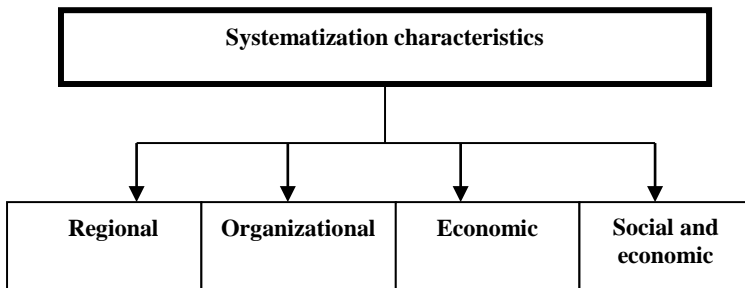 Systematization characteristics
Regional
Organizational
Economic
Social and
economic